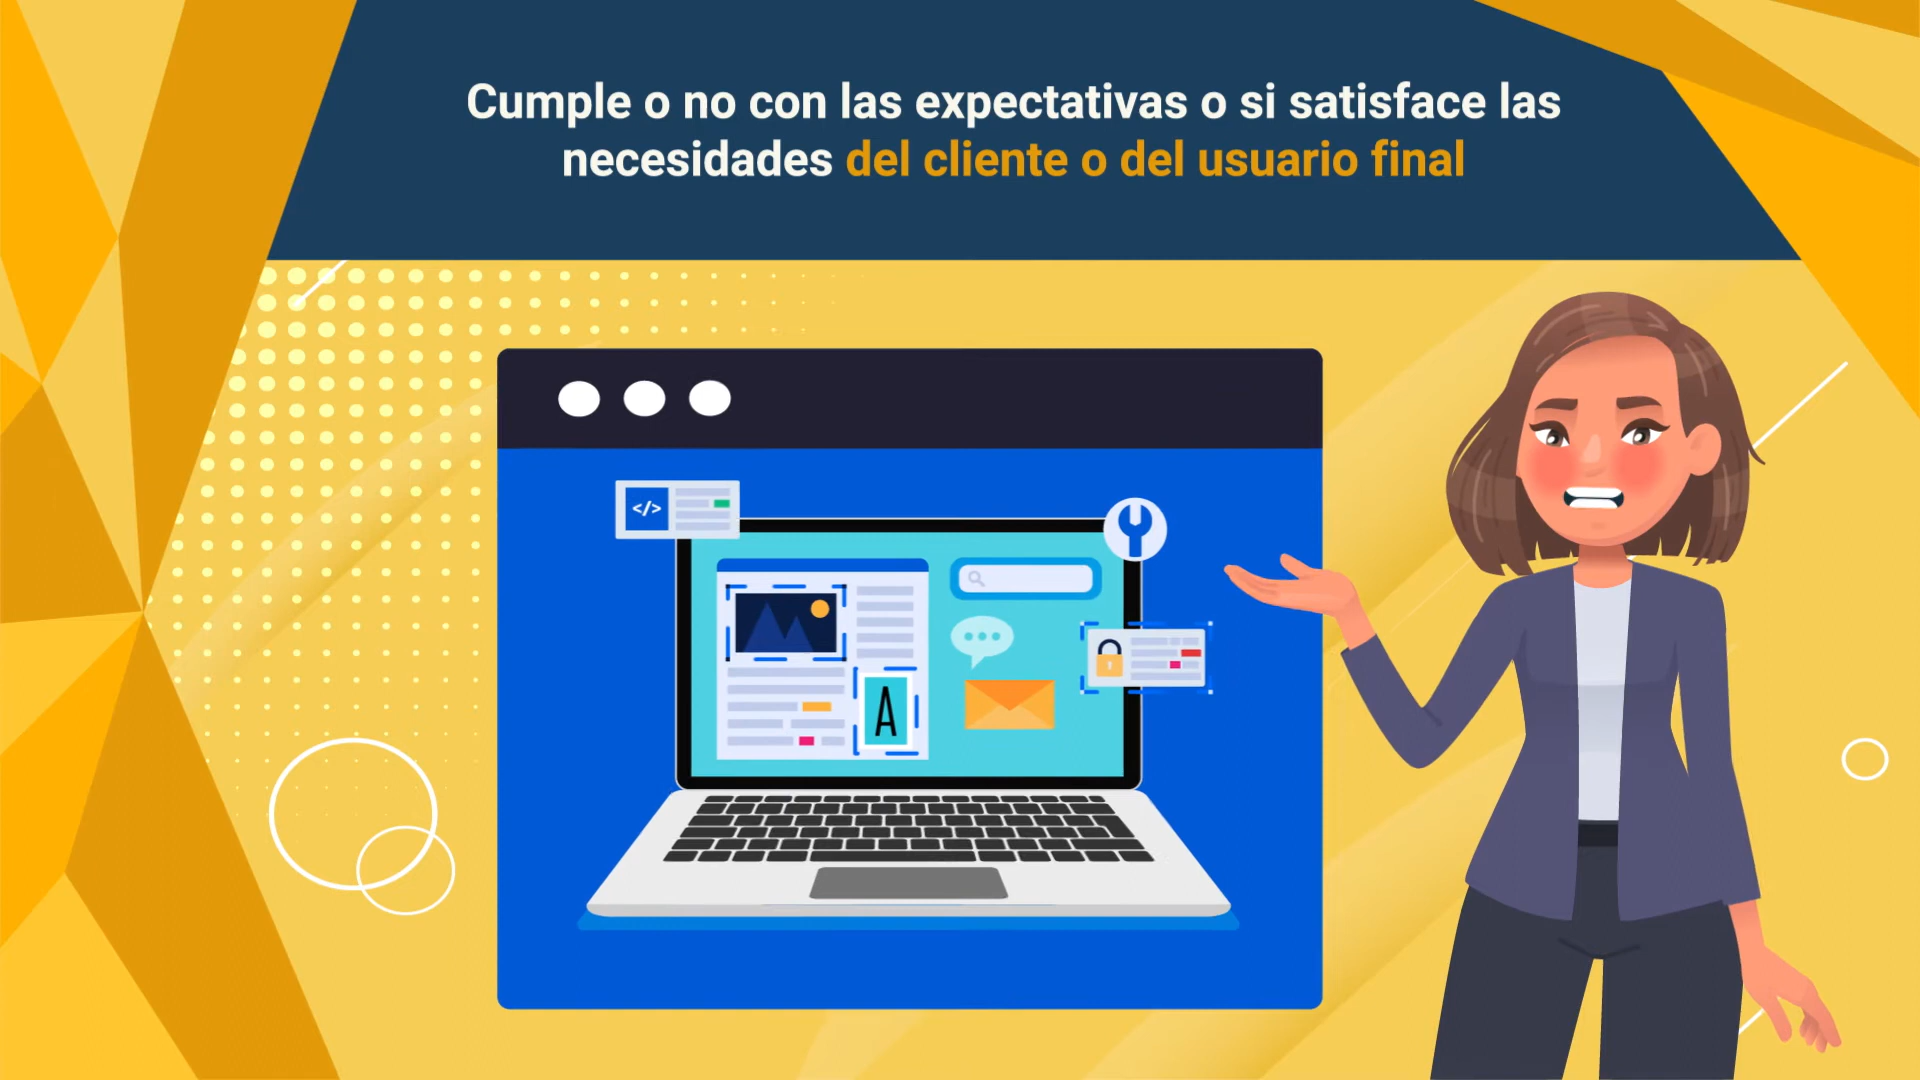 Cumple o no con las expectativas o si satisface las
necesidades del cliente o del usuario final
</>
A